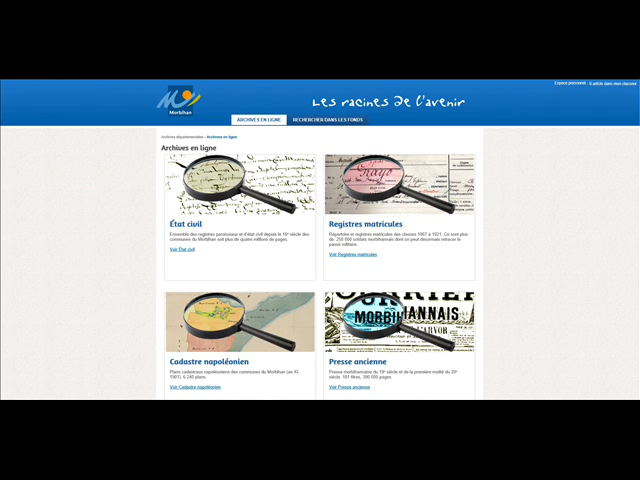 Espace personnel - 0 article dans mon classeur
Morbihan
Les racines de l'avenir
ARCHIVES EN LIGNE
RECHERCHER DANS LES FONDS
Archives départementales › Archives en ligne
Archives en ligne
État civil
Ensemble des registres paroissiaux et d'état civil depuis le 16e siècle des
communes du Morbihan soit plus de quatre millions de pages.
Voir État civil
Registres matricules
Répertoire et registres matricules des classes 1867 à 1921. Ce sont plus
de 250 000 soldats morbihannais dont on peut désormais retracer le
passé militaire.
Voir Registres matricules
MORBIHANNAIS
Cadastre napoléonien
Plans cadastraux napoléoniens des communes du Morbihan (an XI-
6 240 plans.
Voir Cadastre napoléonien
Presse ancienne
Presse morbihannaise du 19e siècle et de la première moitié du 20e
siècle. 101 titres, 300 000 pages.
Voir Presse ancienne